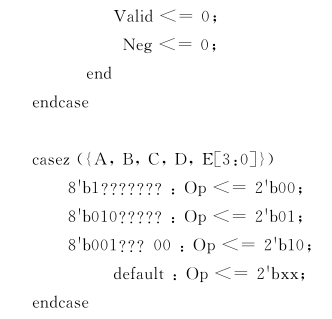 Valid <= 0;
Neg <= 0;
end
endcase
casez ({A, B, C, D, E[3:0]})
8'b1??????? : Op <= 2'b00;
8'b010????? : Op <= 2'b01;
8'b001??? 00 : Op <= 2'b10;
default : Op <= 2'bxx;
endcase